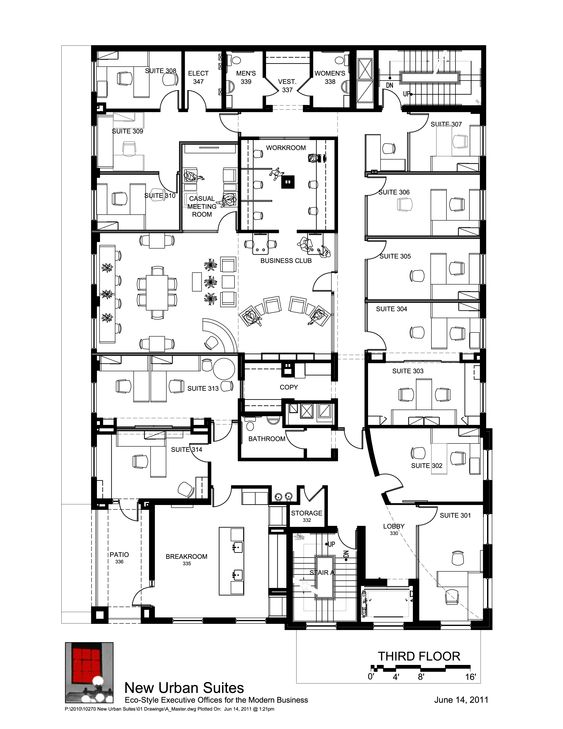 SUITE 308
ELECT
347
MEN'S
339
VEST.
337
WOMEN'S
338
DN
UP
SUITE 309
SUITE 307
WORKROOM
SUITE 310
CASUAL
MEETING
ROOM
SUITE 306
BUSINESS CLUB
SUITE 305
SUITE 304
SUITE 313
COPY
SUITE 303
BATHROOM
SUITE 314
SUITE 302
STORAGE
332
LOBBY
330
SUITE 301
UP
DN
PATIO
336
BREAKROOM
335
STAIR A
THIRD FLOOR
0' 4' 8' 16'
New Urban Suites
Eco-Style Executive Offices for the Modern Business
June 14, 2011
P:\2010\10270 New Urban Suites\01 Drawings\A_Master.dwg Plotted On: Jun 14, 2011 @ 1:21pm